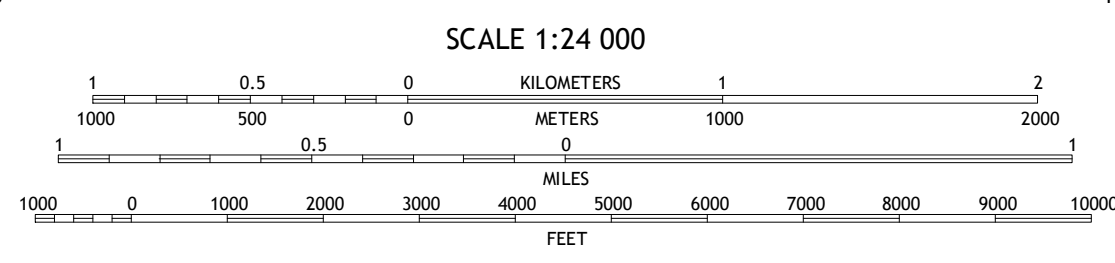 SCALE 1:24 000
1 0.5 0 KILOMETERS 1 2
1000 500 0 METERS 1000 2000
1 0.5 0 1
MILES
1000 0 1000 2000 3000 4000 5000 6000 7000 8000 9000 10000
FEET